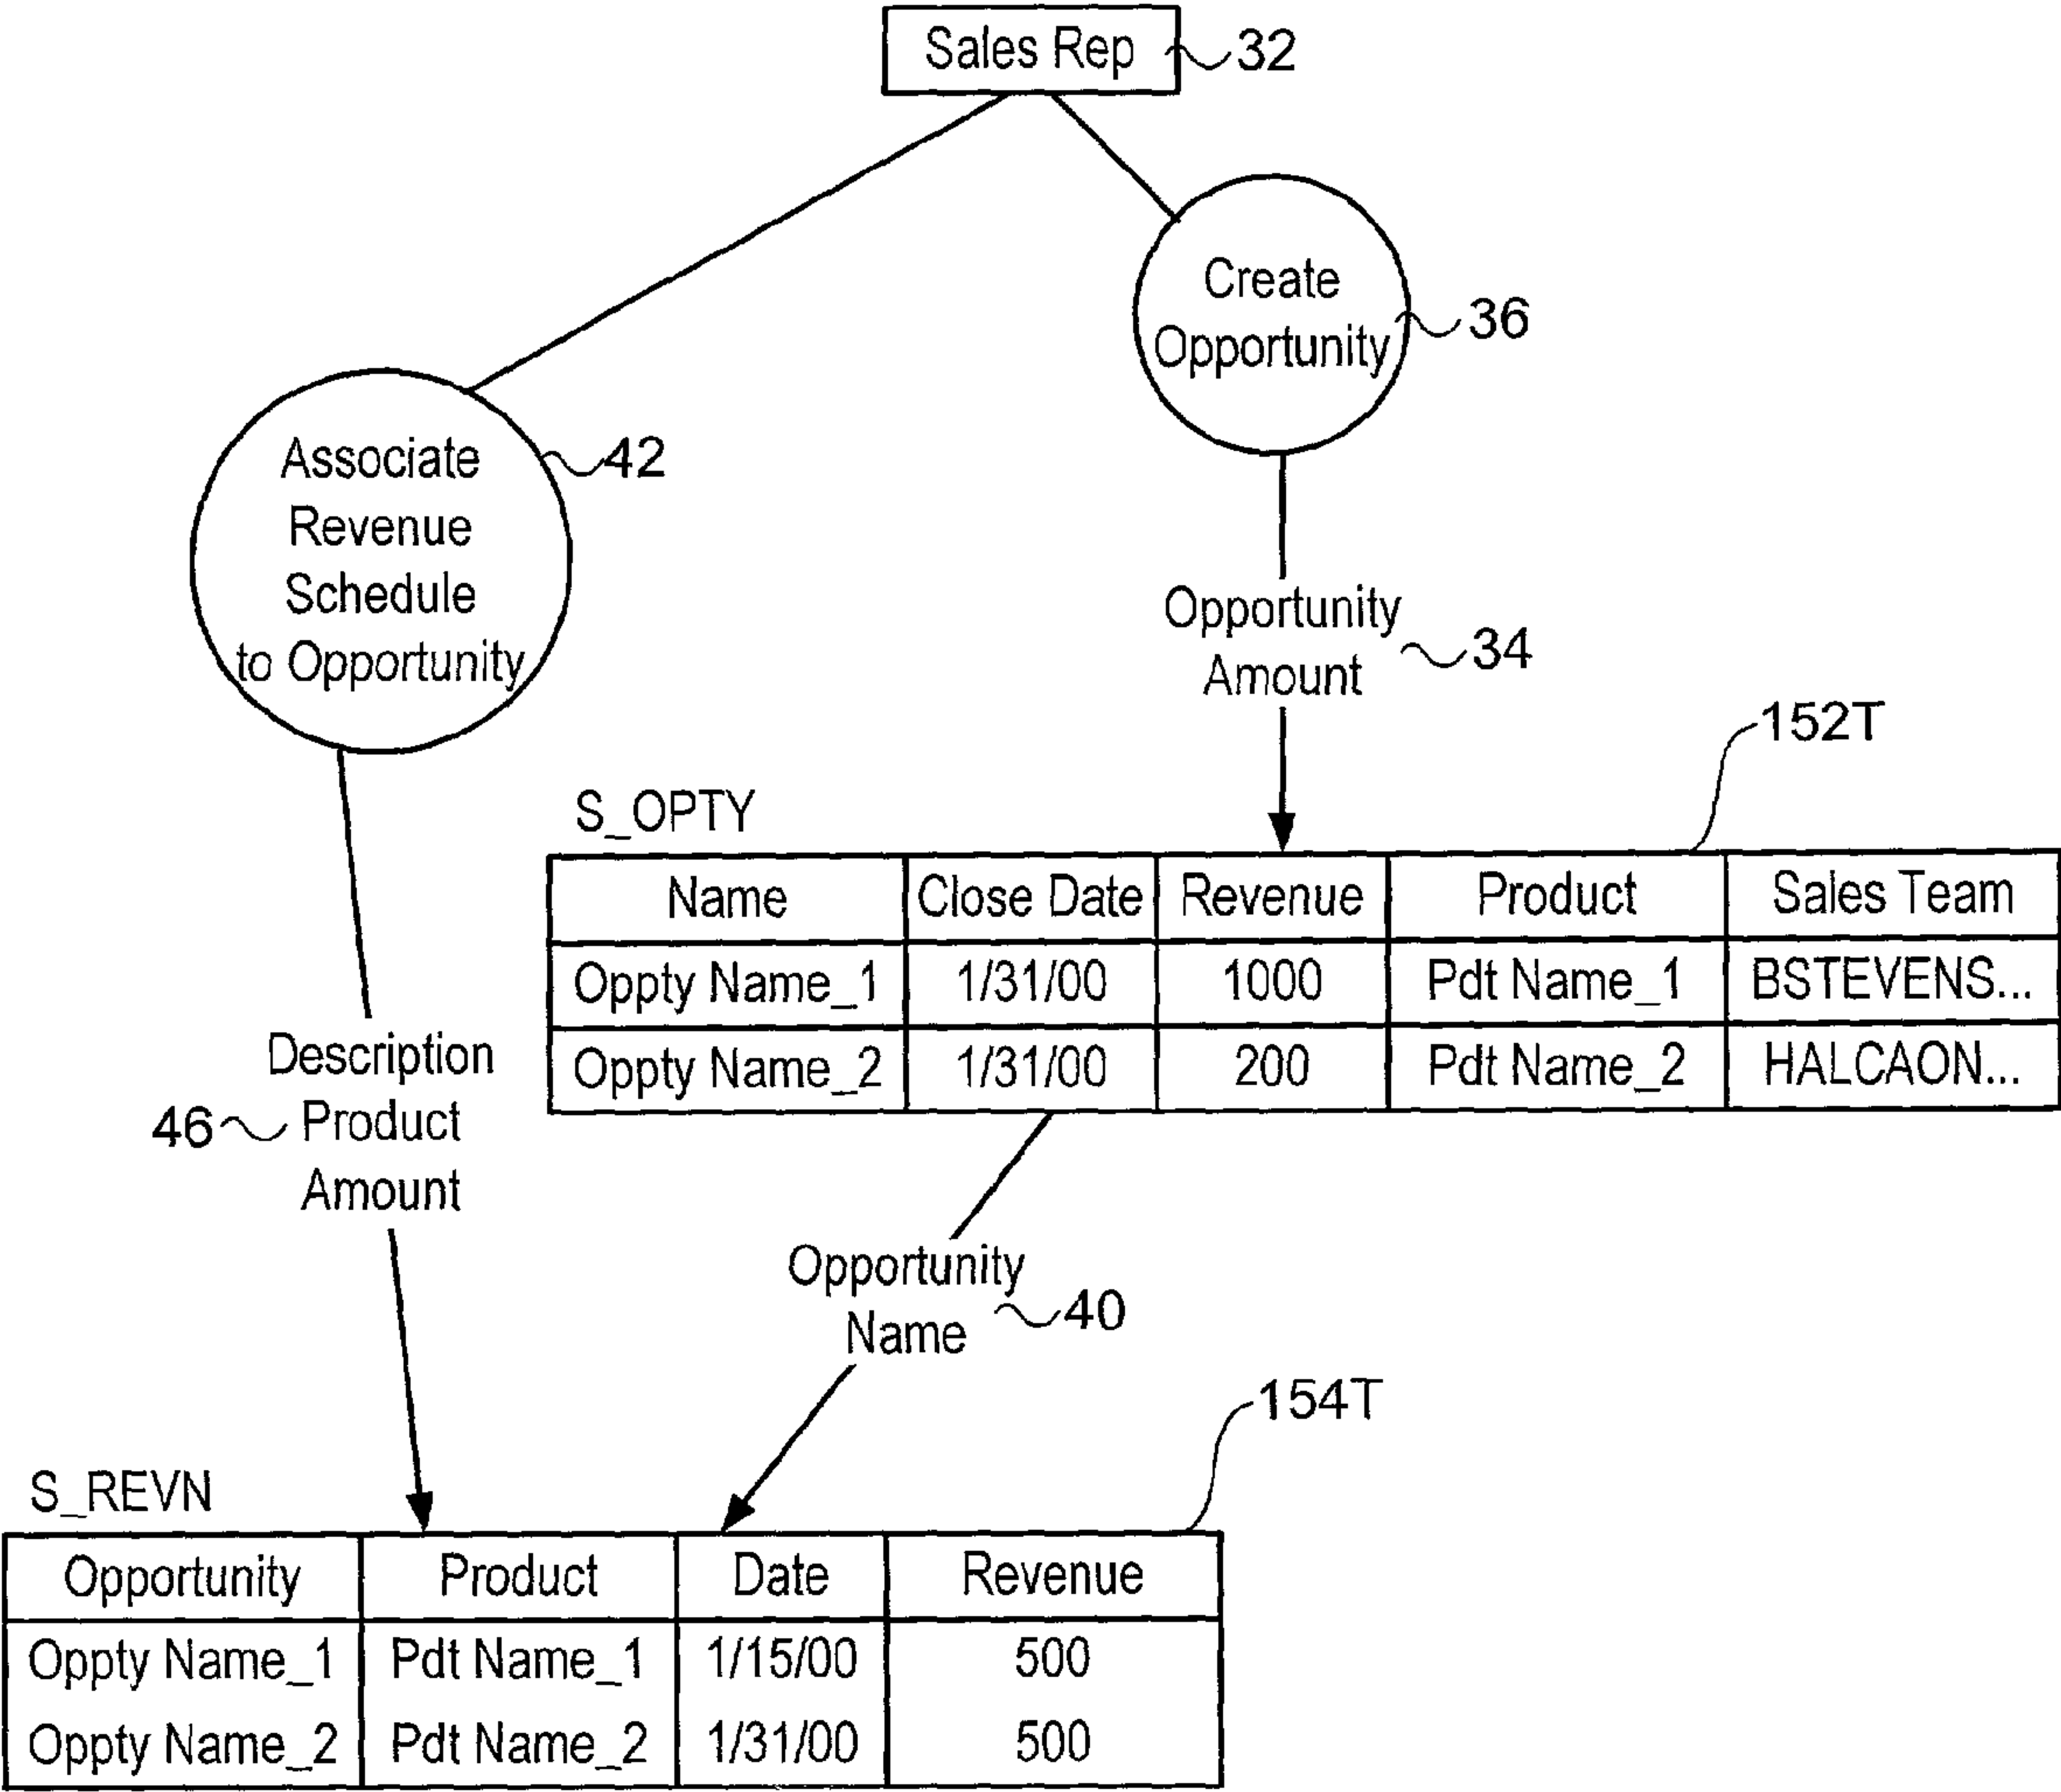 Sales Rep 32
Create
Opportunity 36
Associate 42
Revenue
Schedule
to Opportunity
Opportunity
Amount 34
152T
S_OPTY
Name Close Date Revenue Product Sales Team
Oppty Name_1 1/31/00 1000 Pdt Name_1 BSTEVENS...
Oppty Name_2 1/31/00 200 Pdt Name_2 HALCAON...
Description
46 Product
Amount
Opportunity
Name 40
154T
S_REVN
Opportunity Product Date Revenue
Oppty Name_1 Pdt Name_1 1/15/00 500
Oppty Name_2 Pdt Name_2 1/31/00 500